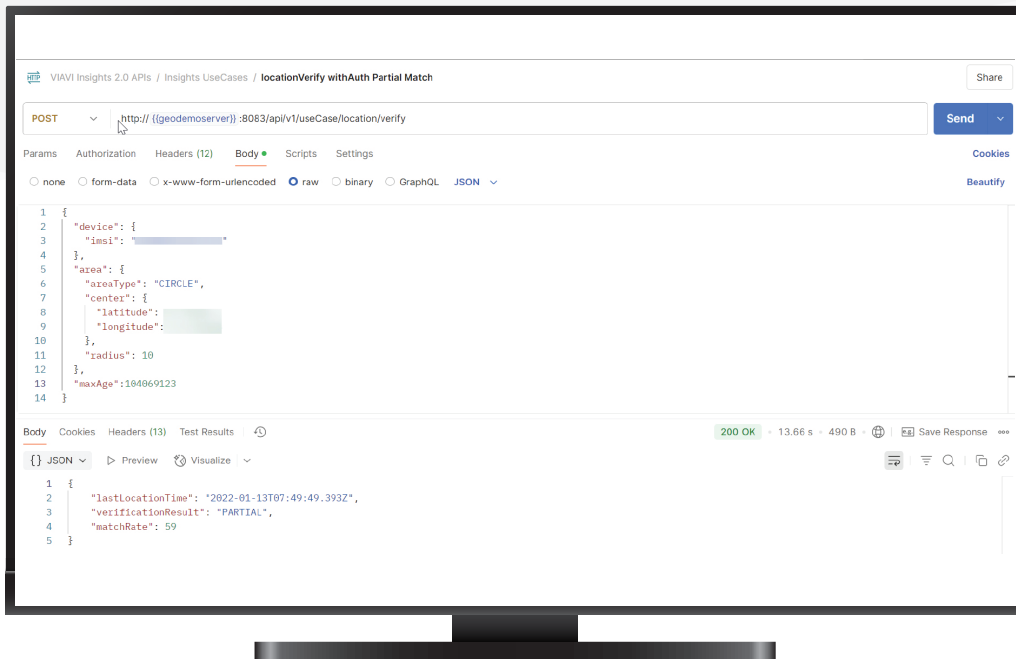 HTTP VIAVI Insights 2.0 APIs / Insights UseCases / locationVerify withAuth Partial Match Share
POST http:// {{geodemoserver}} :8083/api/v1/useCase/location/verify Send
Params Authorization Headers (12) Body Scripts Settings Cookies
none form-data x-www-form-urlencoded raw binary GraphQL JSON Beautify
1 {
2 "device": {
3 "imsi": " "
4 },
5 "area": {
6 "areaType": "CIRCLE",
7 "center": {
8 "latitude":
9 "longitude":
10 },
11 "radius": 10
12 },
13 "maxAge":104069123
14 }
Body Cookies Headers (13) Test Results 200 OK • 13.66 s • 490 B • e.g. Save Response
{} JSON Preview Visualize
1 {
2 "lastLocationTime": "2022-01-13T07:49:49.393Z",
3 "verificationResult": "PARTIAL",
4 "matchRate": 59
5 }